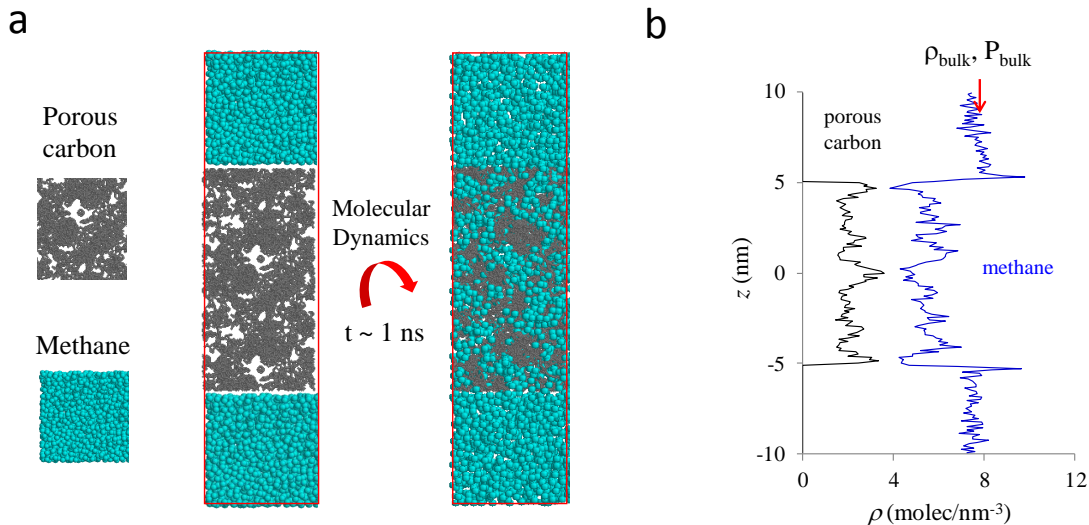 a
Porous
carbon
Methane
Molecular
Dynamics
t ~ 1 ns
b
ρbulk, Pbulk
porous
carbon
methane
10
5
0
-5
-10
z (nm)
0 4 8 12
ρ (molec/nm-3)